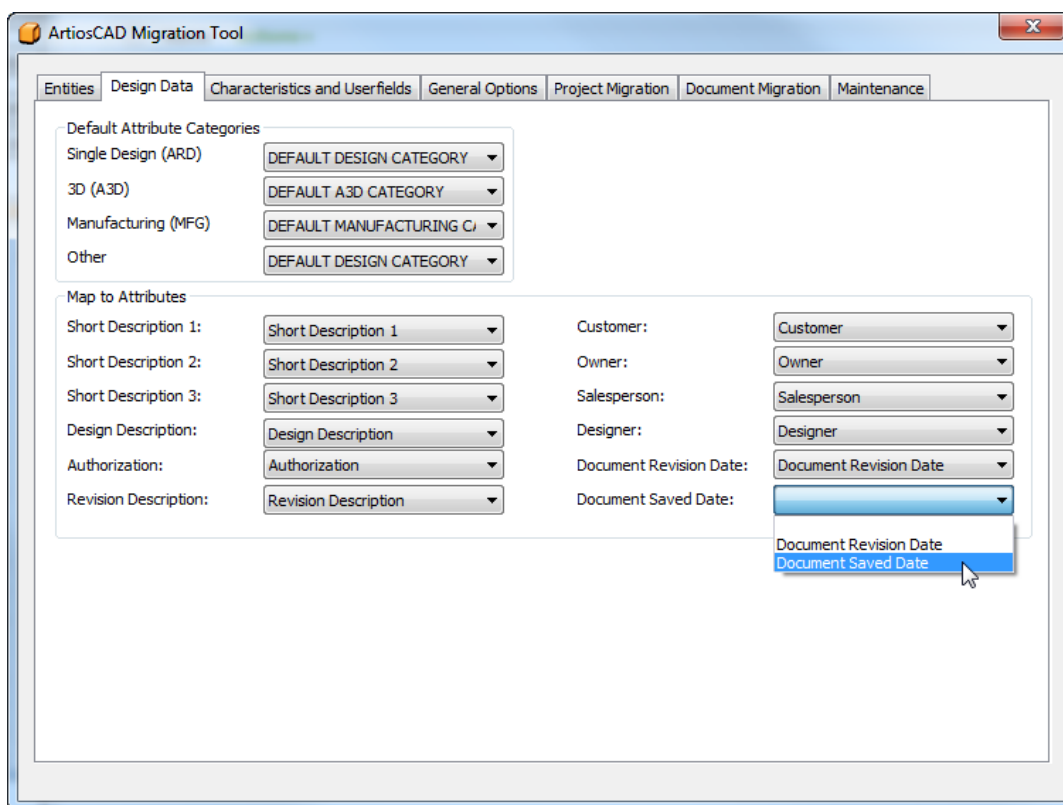 ArtiosCAD Migration Tool
Entities Design Data Characteristics and Userfields General Options Project Migration Document Migration Maintenance
Default Attribute Categories
Single Design (ARD) DEFAULT DESIGN CATEGORY
3D (A3D) DEFAULT A3D CATEGORY
Manufacturing (MFG) DEFAULT MANUFACTURING C
Other DEFAULT DESIGN CATEGORY
Map to Attributes
Short Description 1: Short Description 1 Customer: Customer
Short Description 2: Short Description 2 Owner: Owner
Short Description 3: Short Description 3 Salesperson: Salesperson
Design Description: Design Description Designer: Designer
Authorization: Authorization Document Revision Date: Document Revision Date
Revision Description: Revision Description Document Saved Date:
Document Revision Date
Document Saved Date